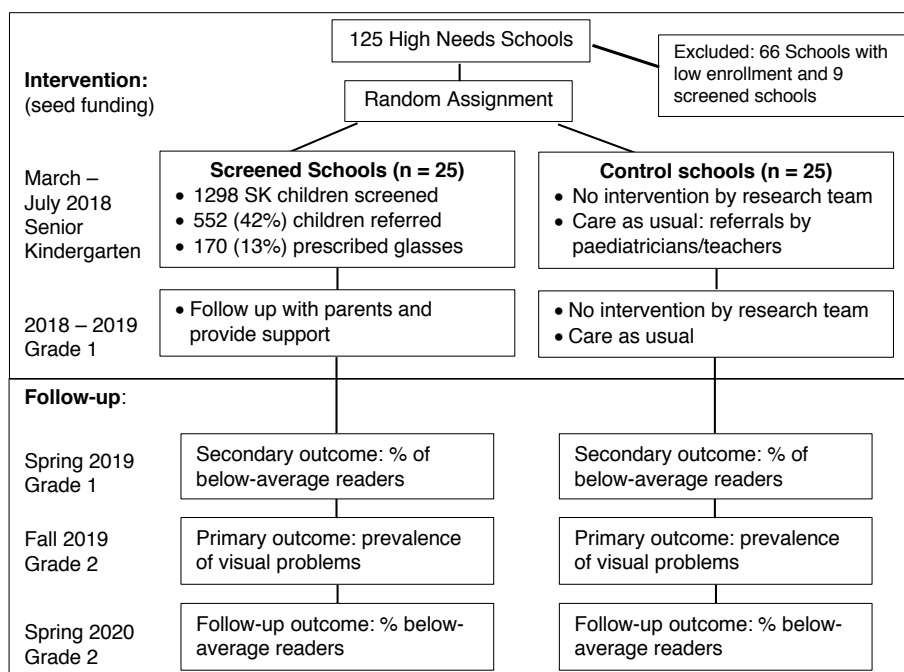 125 High Needs Schools
Excluded: 66 Schools with
low enrollment and 9
screened schools
Intervention:
(seed funding)
Random Assignment
March –
July 2018
Senior
Kindergarten
Screened Schools (n = 25)
• 1298 SK children screened
• 552 (42%) children referred
• 170 (13%) prescribed glasses
Control schools (n = 25)
• No intervention by research team
• Care as usual: referrals by
paediatricians/teachers
2018 – 2019
Grade 1
• Follow up with parents and
provide support
• No intervention by research team
• Care as usual
Follow-up:
Spring 2019
Grade 1
Secondary outcome: % of
below-average readers
Secondary outcome: % of
below-average readers
Fall 2019
Grade 2
Primary outcome: prevalence
of visual problems
Primary outcome: prevalence
of visual problems
Spring 2020
Grade 2
Follow-up outcome: % below-
average readers
Follow-up outcome: % below-
average readers